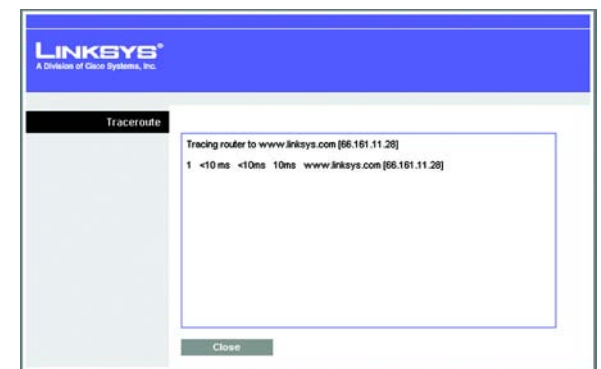 LINKSYS®
A Division of Cisco Systems, Inc.
Traceroute
Tracing router to www.linksys.com [66.161.11.28]
1 <10 ms <10ms 10ms www.linksys.com [66.161.11.28]
Close